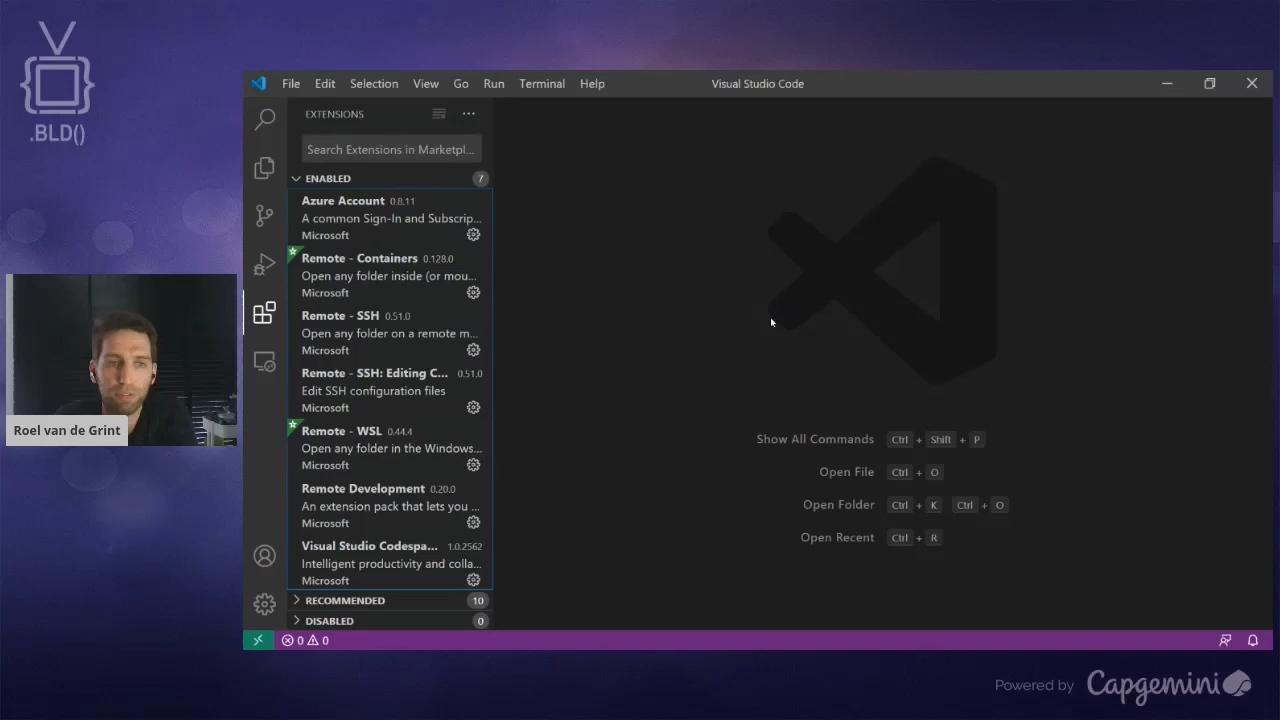 .BLD()
File Edit Selection View Go Run Terminal Help
Visual Studio Code
EXTENSIONS
Search Extensions in Marketpl...
ENABLED 7
Azure Account 0.8.11
A common Sign-In and Subscrip...
Microsoft
Remote - Containers 0.128.0
Open any folder inside (or mou...
Microsoft
Remote - SSH 0.51.0
Open any folder on a remote m...
Microsoft
Remote - SSH: Editing C... 0.51.0
Edit SSH configuration files
Microsoft
Remote - WSL 0.44.4
Open any folder in the Windows...
Microsoft
Remote Development 0.20.0
An extension pack that lets you ...
Microsoft
Visual Studio Codespa... 1.0.2562
Intelligent productivity and colla...
Microsoft
RECOMMENDED 10
DISABLED 0
0 0
Show All Commands Ctrl + Shift + P
Open File Ctrl + O
Open Folder Ctrl + K Ctrl + O
Open Recent Ctrl + R
Roel van de Grint
Powered by Capgemini